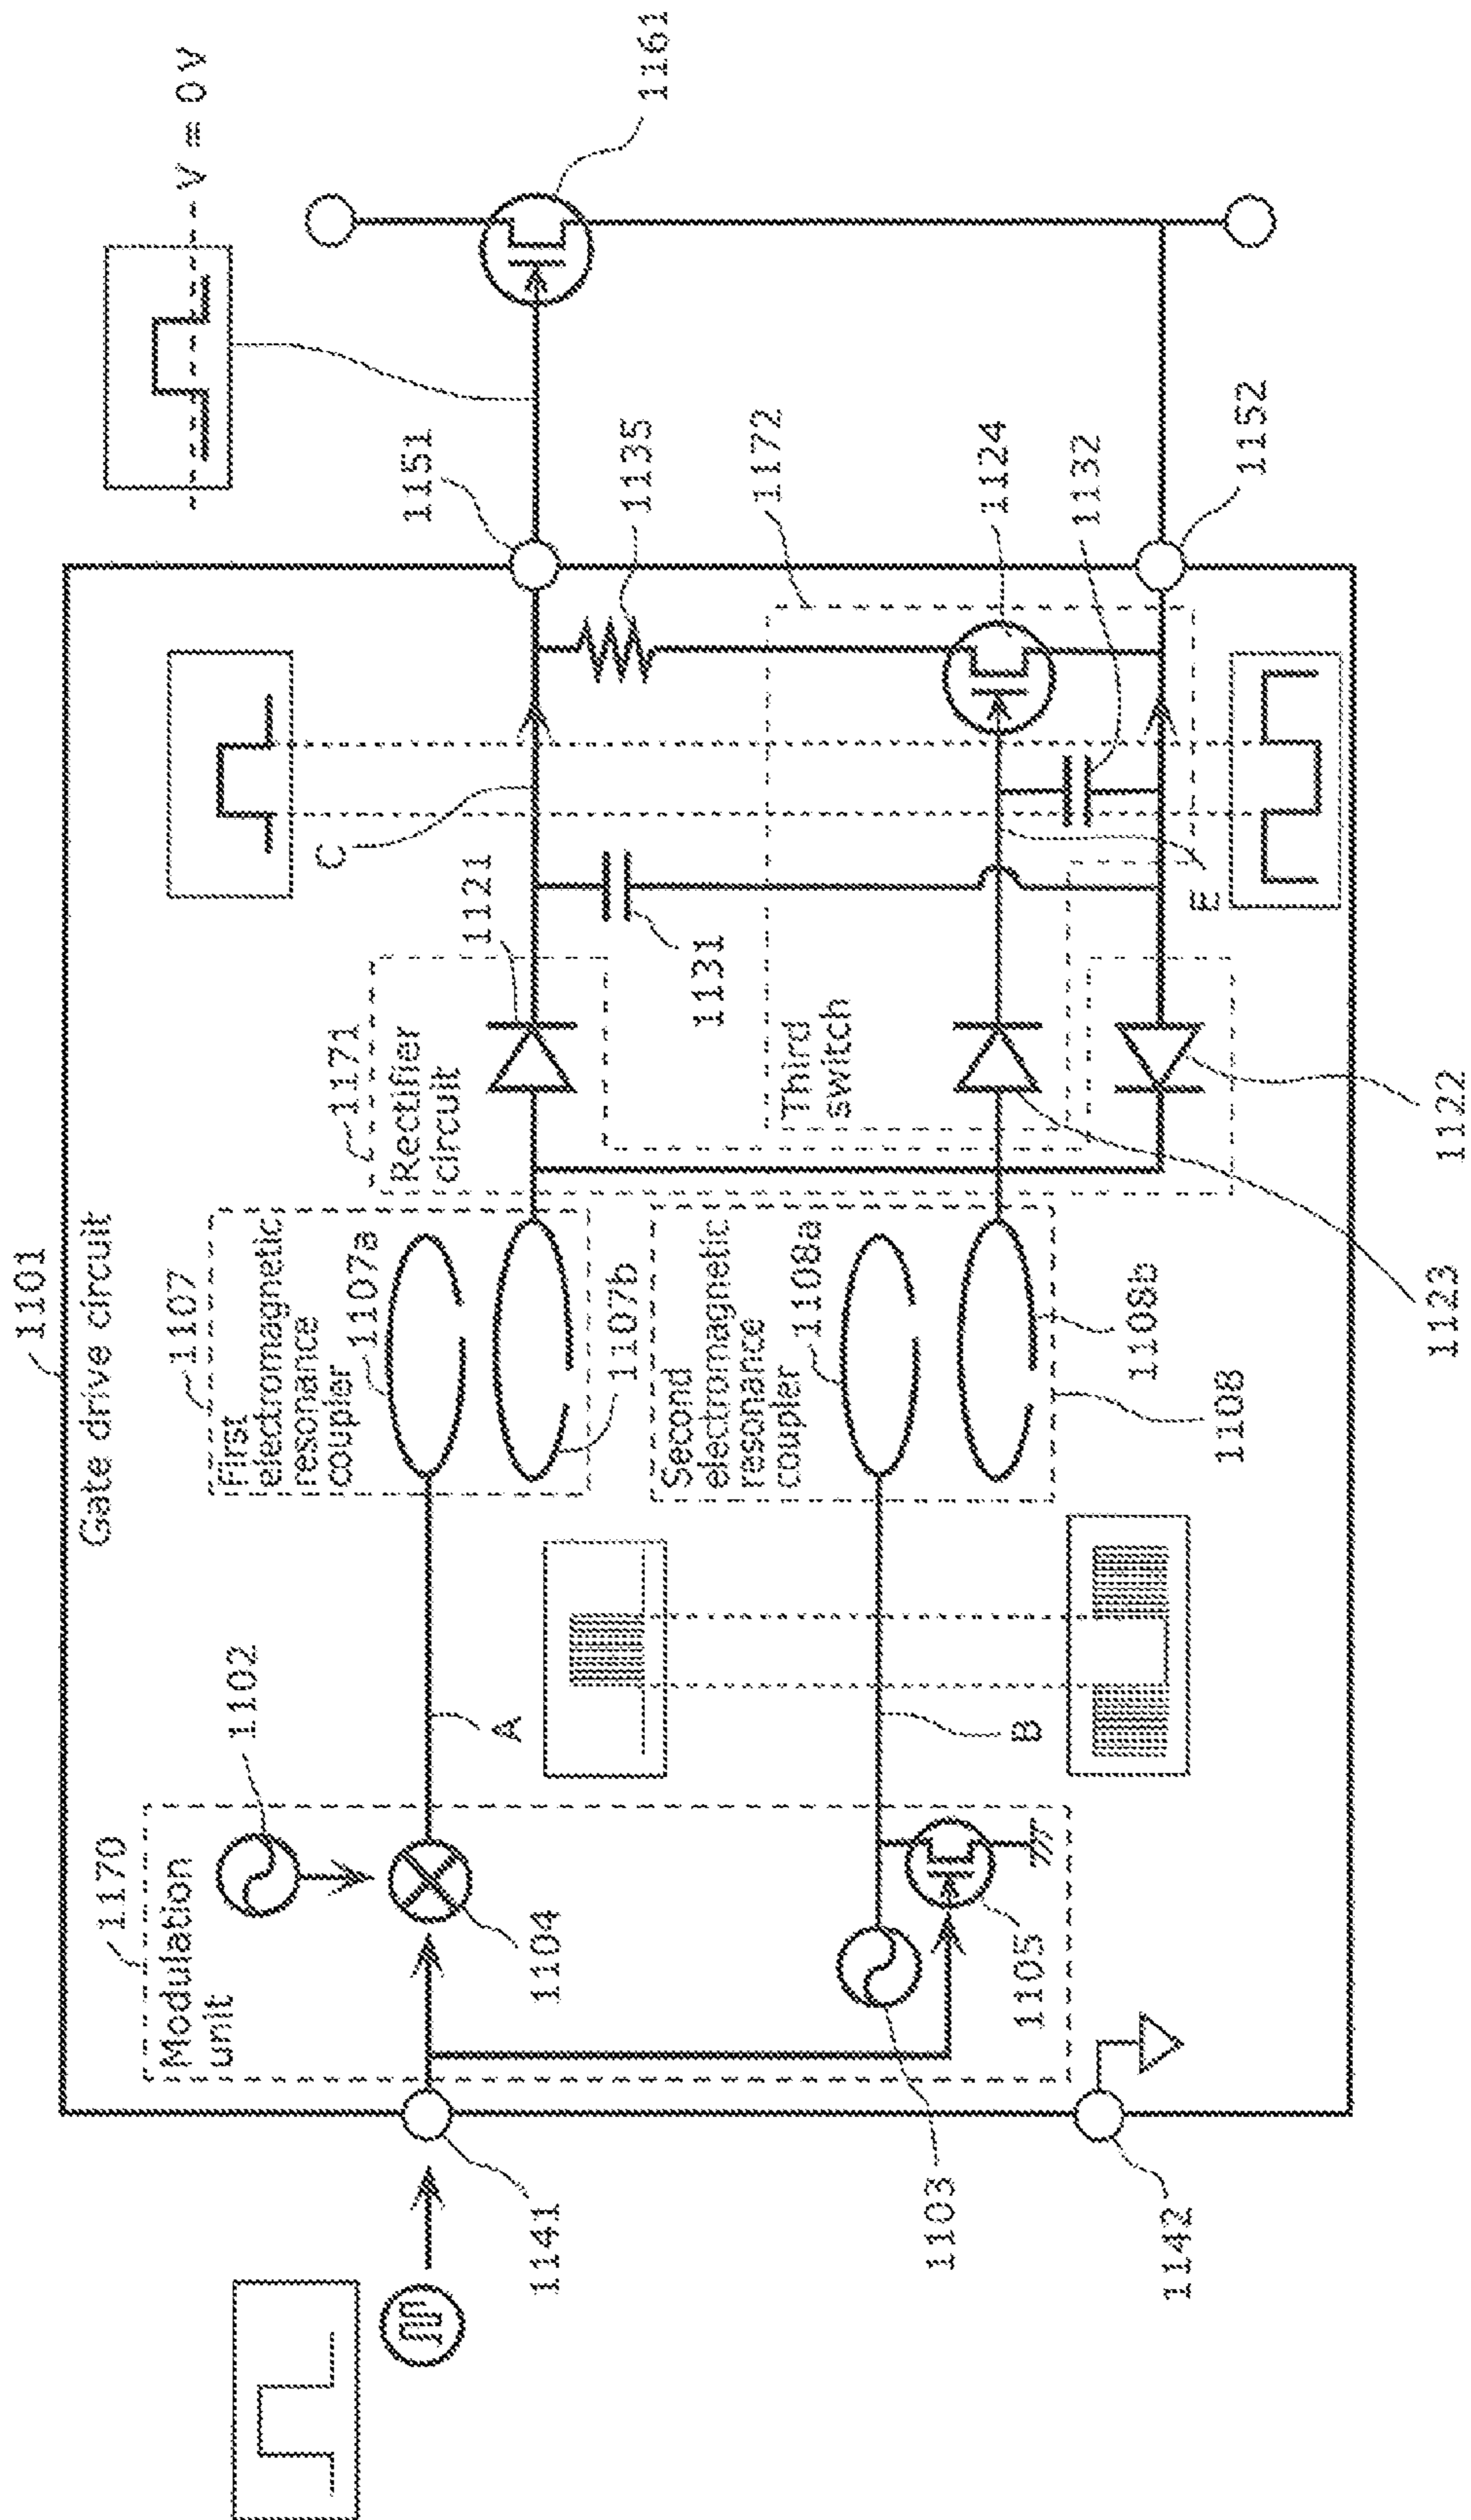 1101
Gate drive circuit
1170
Modulation
unit
1102
1104
1103
1105
1141
1142
A
B
1107
First
electromagnetic
resonance
coupler
1107a
1107b
Second
electromagnetic
resonance
coupler
1108a
1108b
1108
1171
Rectifier
circuit
1121
1131
Third
switch
1123
1122
C
E
1151
1135
1172
1124
1132
1152
V = 0V
1161